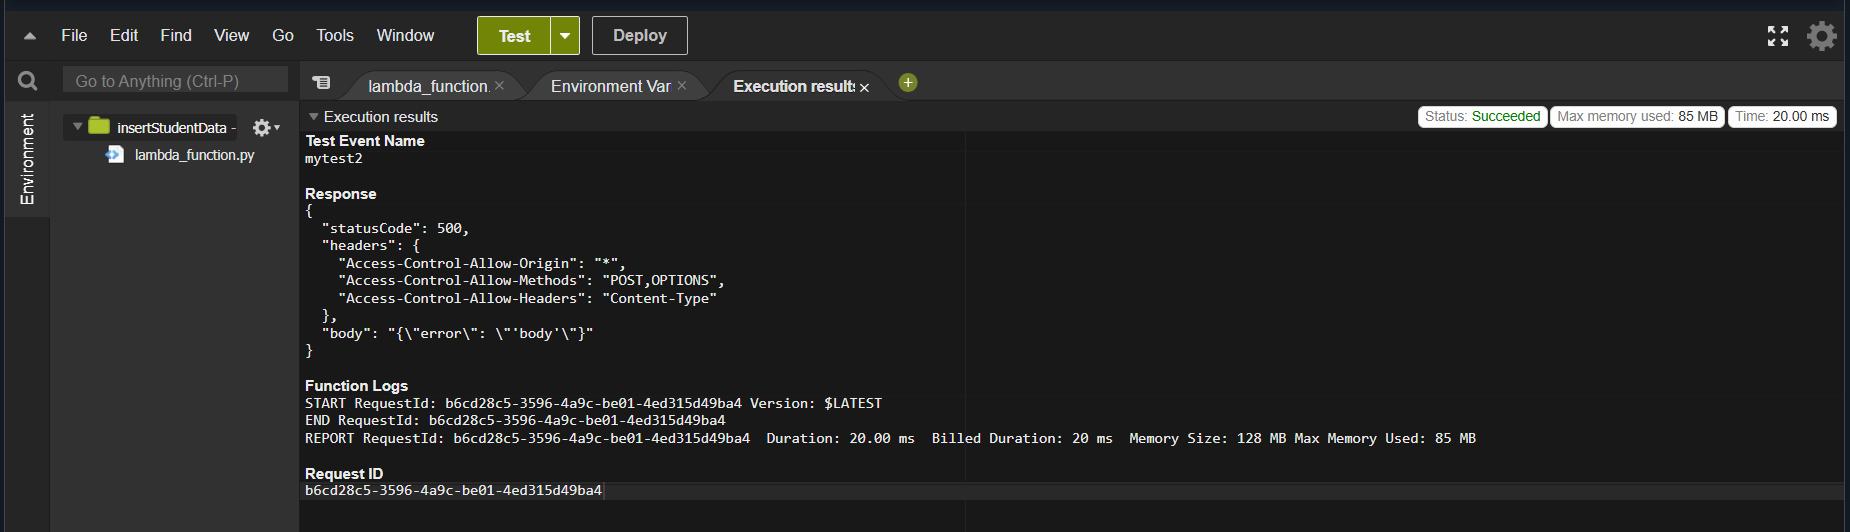 File Edit Find View Go Tools Window Test Deploy
Go to Anything (Ctrl-P)
lambda_function. Environment Var Execution results
Environment
insertStudentData -
lambda_function.py
Execution results
Status: Succeeded Max memory used: 85 MB Time: 20.00 ms
Test Event Name
mytest2
Response
{
  "statusCode": 500,
  "headers": {
    "Access-Control-Allow-Origin": "*",
    "Access-Control-Allow-Methods": "POST,OPTIONS",
    "Access-Control-Allow-Headers": "Content-Type"
  },
  "body": "{\"error\": \"'body'\"}"
}
Function Logs
START RequestId: b6cd28c5-3596-4a9c-be01-4ed315d49ba4 Version: $LATEST
END RequestId: b6cd28c5-3596-4a9c-be01-4ed315d49ba4
REPORT RequestId: b6cd28c5-3596-4a9c-be01-4ed315d49ba4  Duration: 20.00 ms  Billed Duration: 20 ms  Memory Size: 128 MB Max Memory Used: 85 MB
Request ID
b6cd28c5-3596-4a9c-be01-4ed315d49ba4